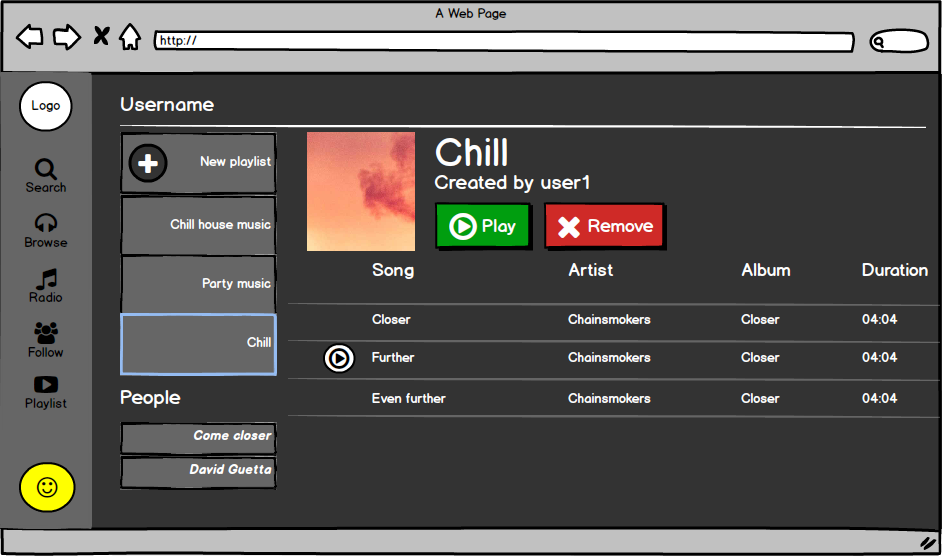 A Web Page
http://
Logo
Search
Browse
Radio
Follow
Playlist
Username
New playlist
Chill house music
Party music
Chill
People
Come closer
David Guetta
Chill
Created by user1
Play Remove
Song Artist Album Duration
Closer Chainsmokers Closer 04:04
Further Chainsmokers Closer 04:04
Even further Chainsmokers Closer 04:04